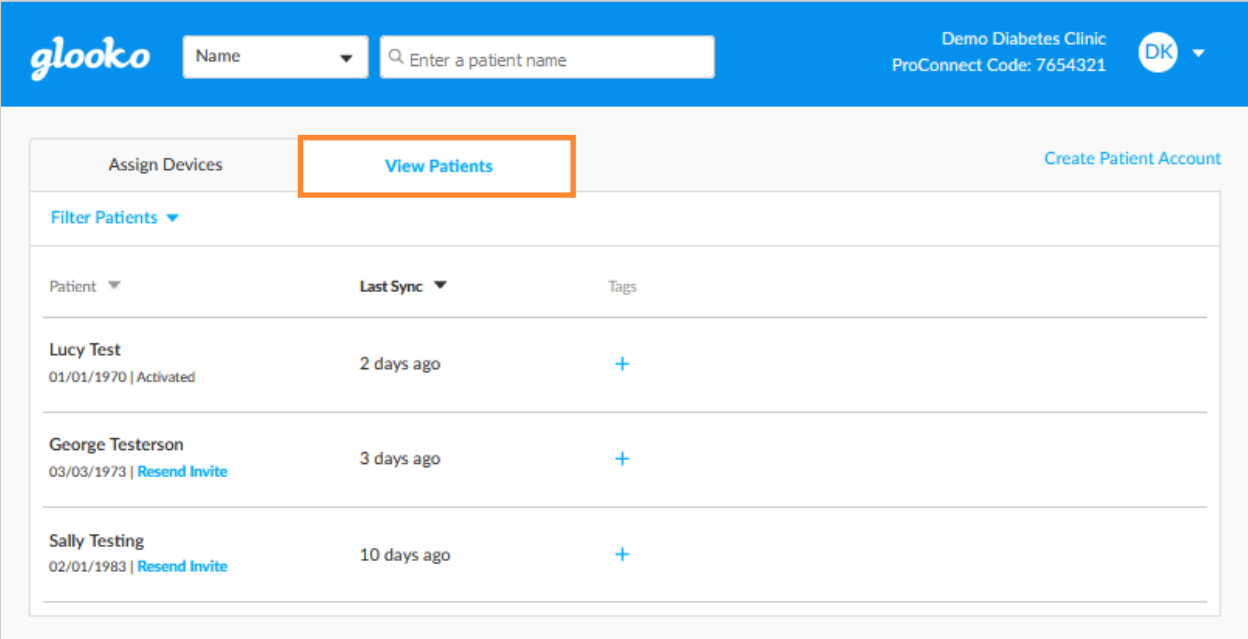 glooko
Name
Enter a patient name
Demo Diabetes Clinic
ProConnect Code: 7654321
DK
Assign Devices
View Patients
Create Patient Account
Filter Patients
Patient
Last Sync
Tags
Lucy Test
01/01/1970 | Activated
2 days ago
+
George Testerson
03/03/1973 | Resend Invite
3 days ago
+
Sally Testing
02/01/1983 | Resend Invite
10 days ago
+